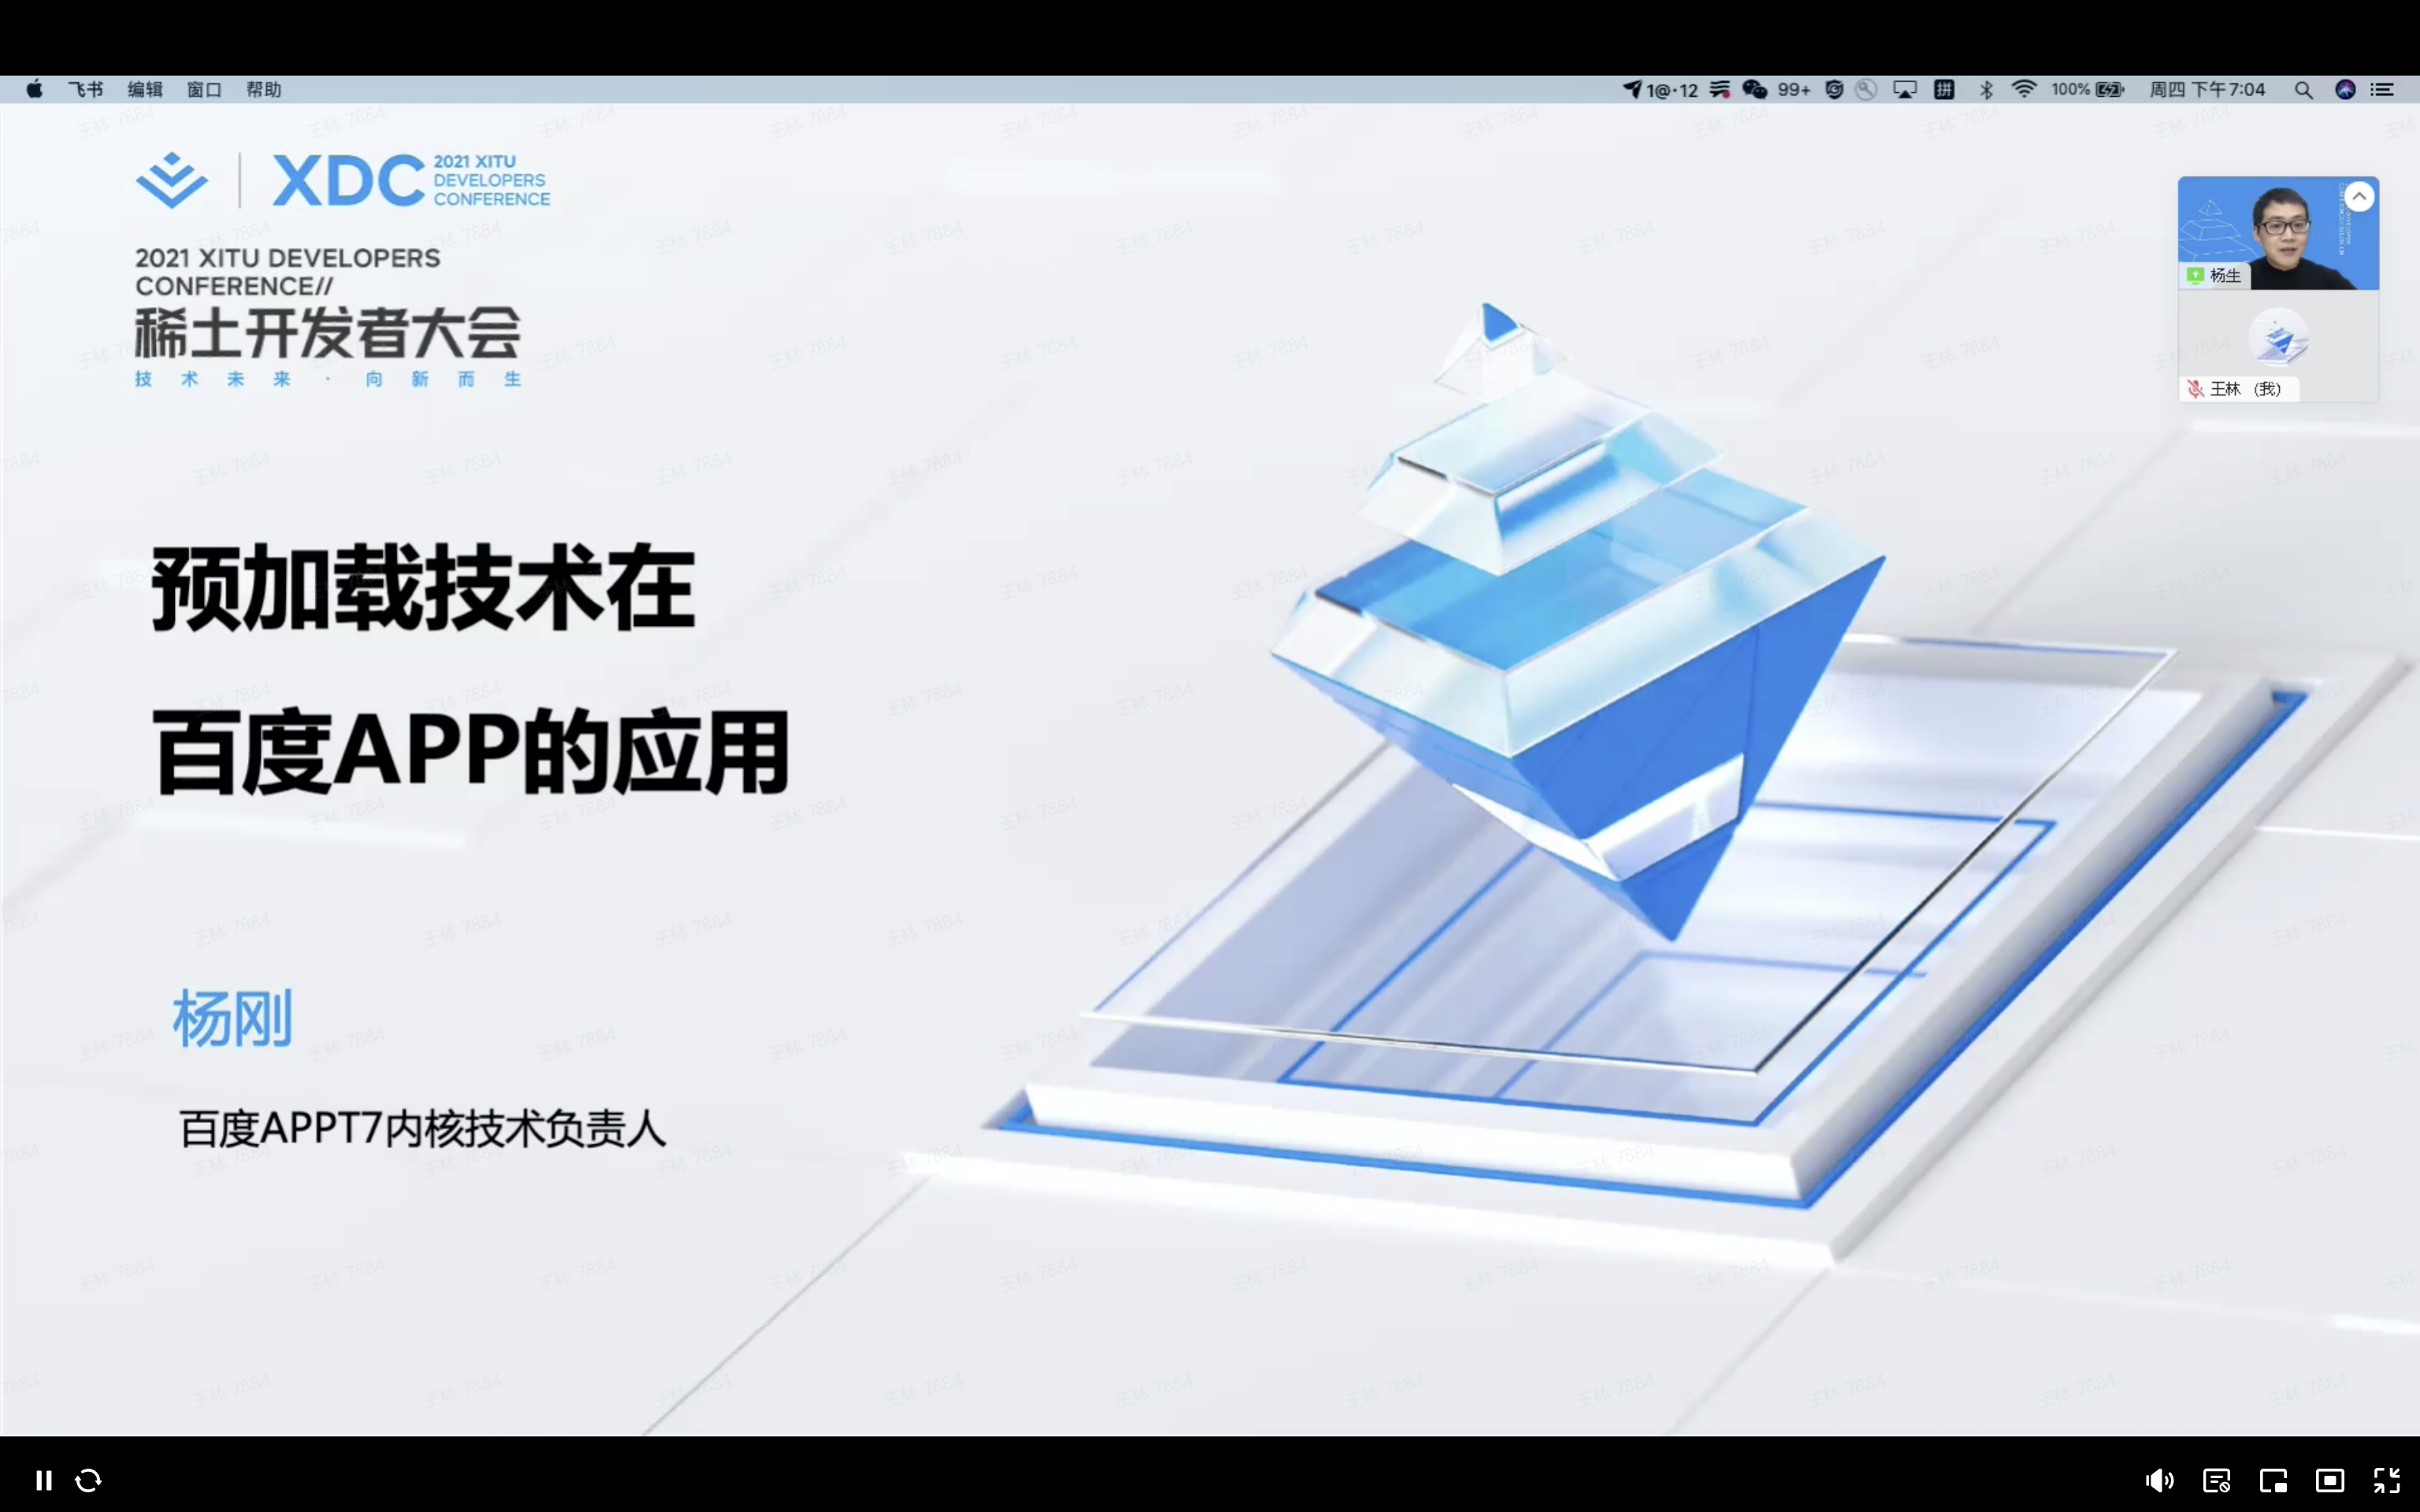 飞书 编辑 窗口 帮助
1@·12 99+ 拼 100% 周四 下午7:04
XDC
2021 XITU
DEVELOPERS
CONFERENCE
2021 XITU DEVELOPERS
CONFERENCE//
稀土开发者大会
技术未来·向新而生
杨生
王林 (我)
预加载技术在
百度APP的应用
杨刚
百度APPT7内核技术负责人
王林 7884